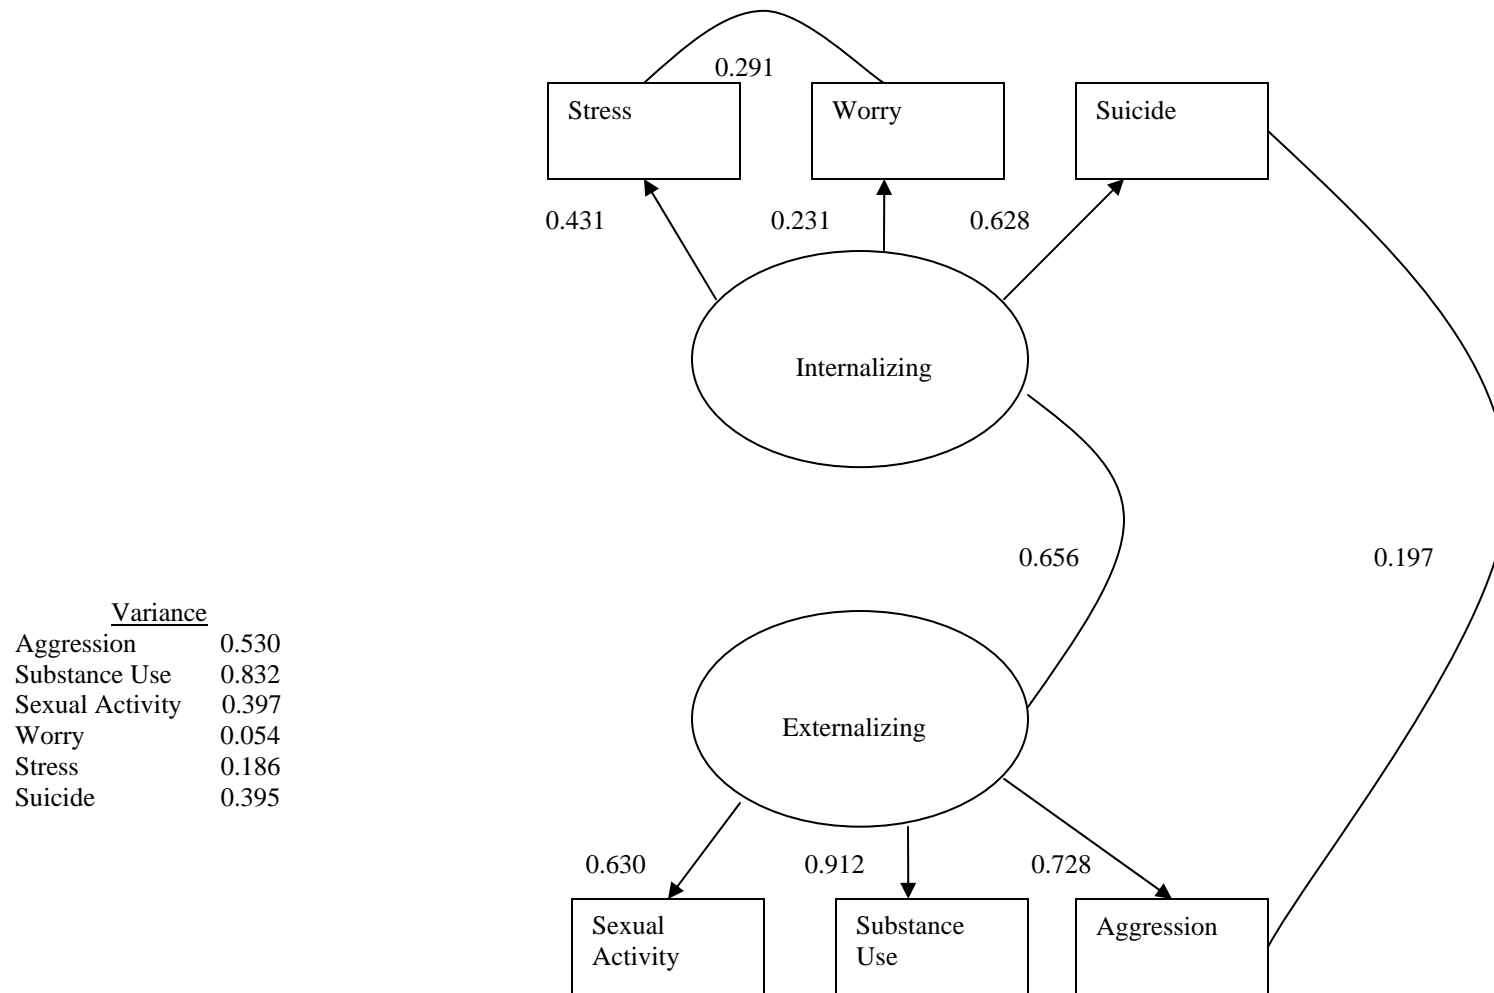 0.291
Stress
Worry
Suicide
0.431
0.231
0.628
Internalizing
0.656
0.197
Variance
Aggression 0.530
Substance Use 0.832
Sexual Activity 0.397
Worry 0.054
Stress 0.186
Suicide 0.395
Externalizing
0.630
0.912
0.728
Sexual
Activity
Substance
Use
Aggression